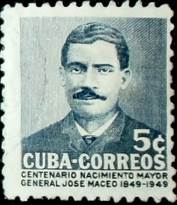 5¢
CUBA-CORREOS
CENTENARIO NACIMIENTO MAYOR
GENERAL JOSE MACEO 1849-1949